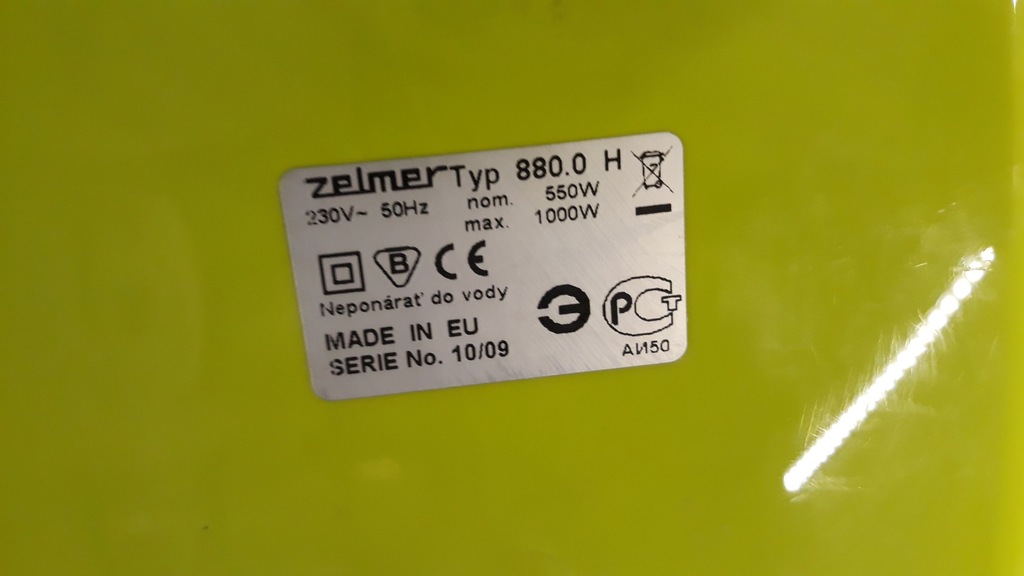 zelmer Typ 880.0 H
230V~ 50Hz nom. 550W
max. 1000W
B CE
Neponárať do vody
MADE IN EU
SERIE No. 10/09
Э РСТ
АИ50